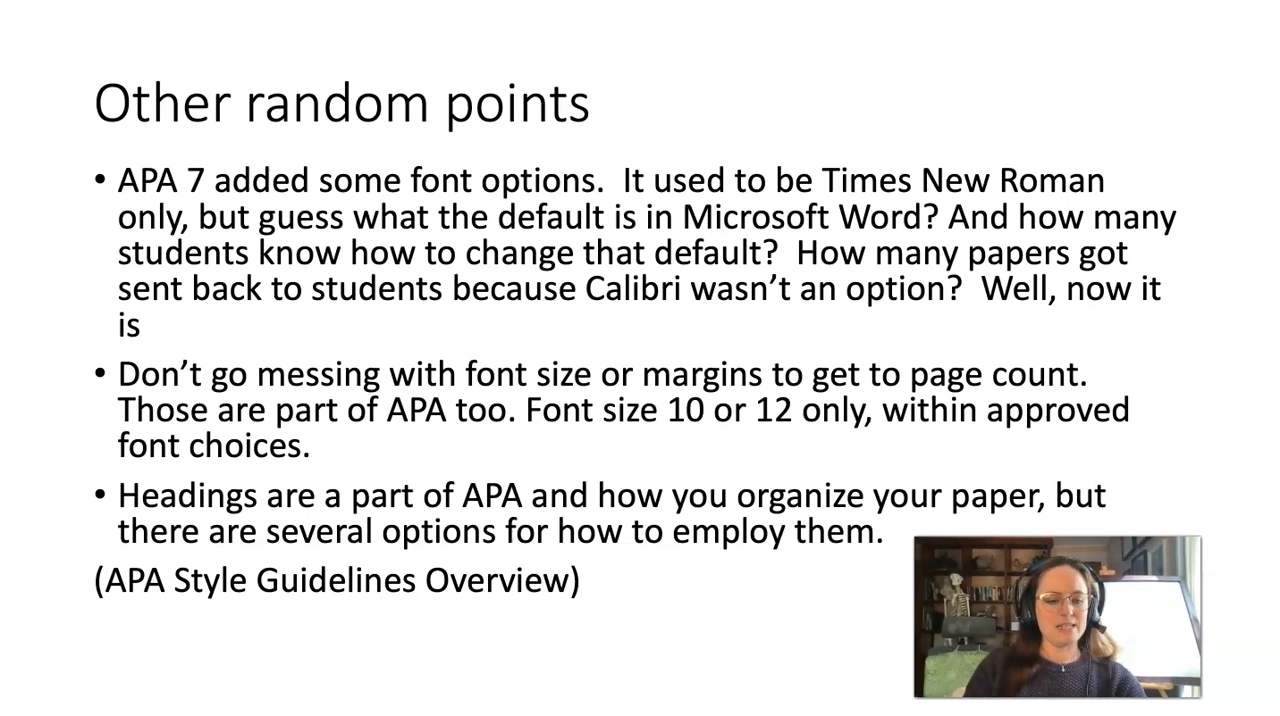 Other random points
• APA 7 added some font options.  It used to be Times New Roman
only, but guess what the default is in Microsoft Word? And how many
students know how to change that default?  How many papers got
sent back to students because Calibri wasn’t an option?  Well, now it
is
• Don’t go messing with font size or margins to get to page count.
Those are part of APA too. Font size 10 or 12 only, within approved
font choices.
• Headings are a part of APA and how you organize your paper, but
there are several options for how to employ them.
(APA Style Guidelines Overview)